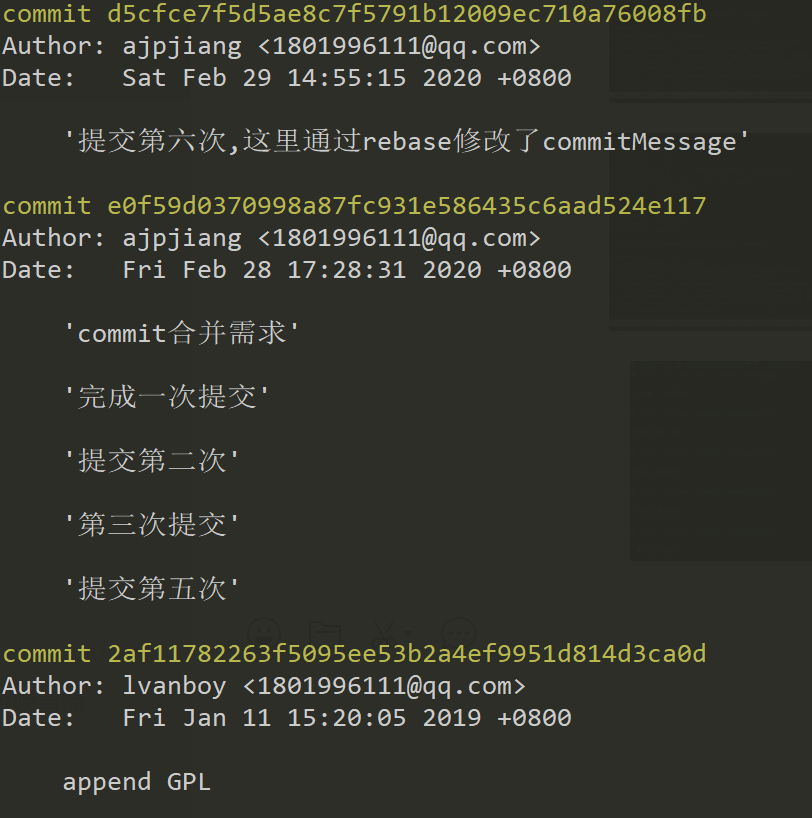 commit d5cfce7f5d5ae8c7f5791b12009ec710a76008fb
Author: ajpjiang <1801996111@qq.com>
Date:   Sat Feb 29 14:55:15 2020 +0800
'提交第六次,这里通过rebase修改了commitMessage'
commit e0f59d0370998a87fc931e586435c6aad524e117
Author: ajpjiang <1801996111@qq.com>
Date:   Fri Feb 28 17:28:31 2020 +0800
'commit合并需求'
'完成一次提交'
'提交第二次'
'第三次提交'
'提交第五次'
commit 2af11782263f5095ee53b2a4ef9951d814d3ca0d
Author: lvanboy <1801996111@qq.com>
Date:   Fri Jan 11 15:20:05 2019 +0800
append GPL